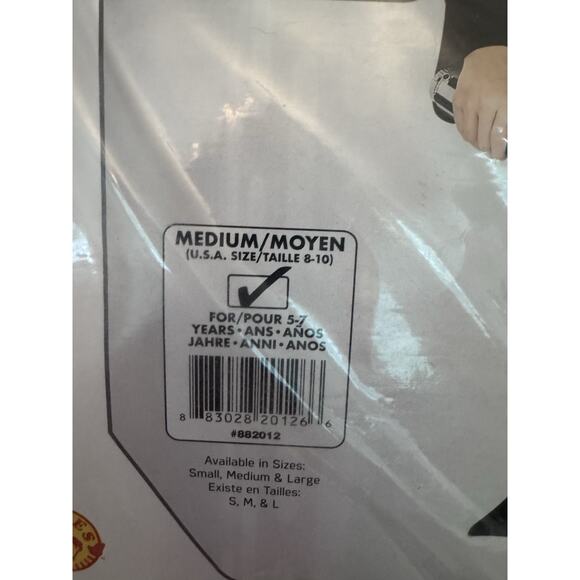 MEDIUM/MOYEN
(U.S.A. SIZE/TAILLE 8-10)
FOR/POUR 5-7
YEARS•ANS•AÑOS
JAHRE•ANNI•ANOS
8 83028 20126 6
#882012
Available in Sizes:
Small, Medium & Large
Existe en Tailles:
S, M, & L